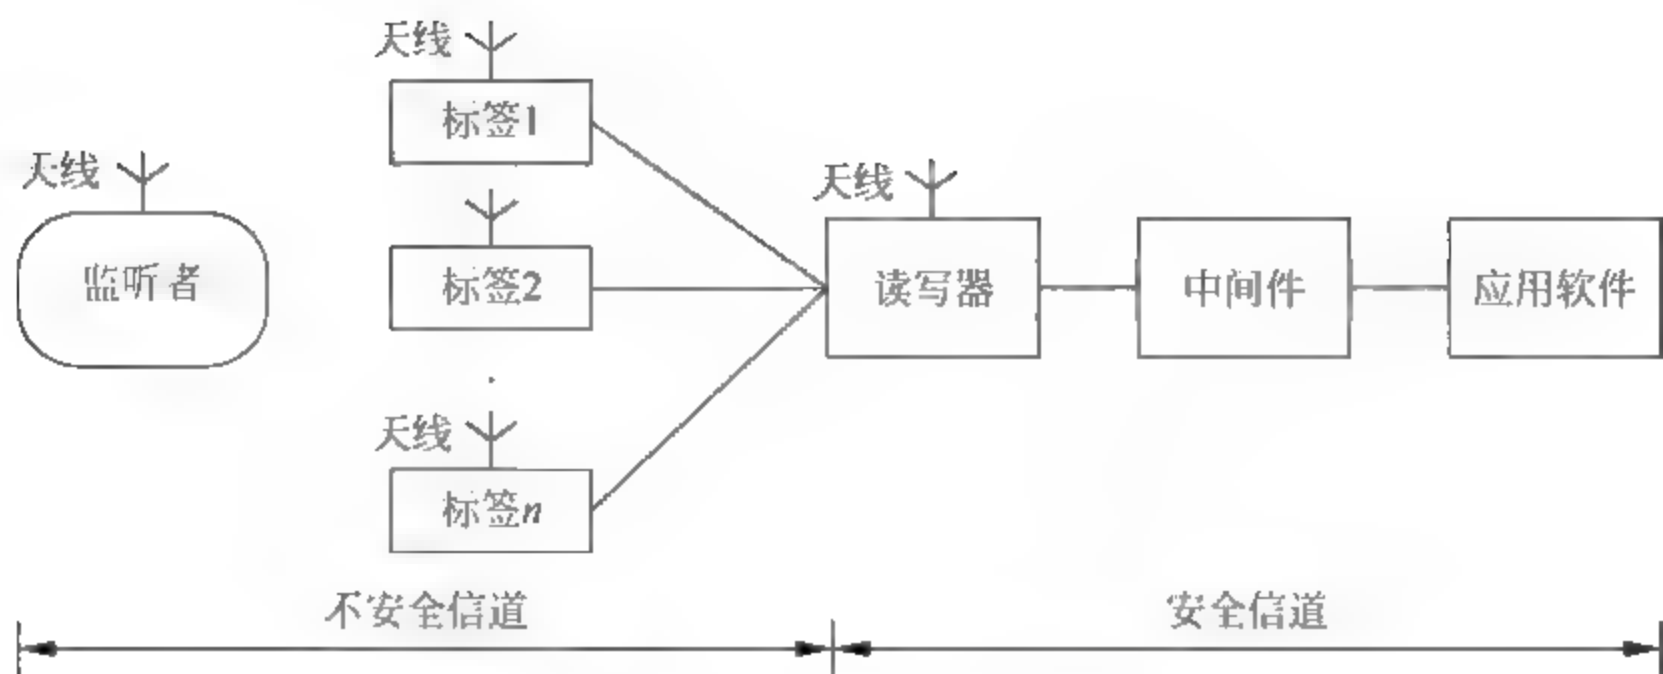 天线
标签1
天线
天线
监听者
标签2
读写器
中间件
应用软件
天线
标签n
不安全信道
安全信道